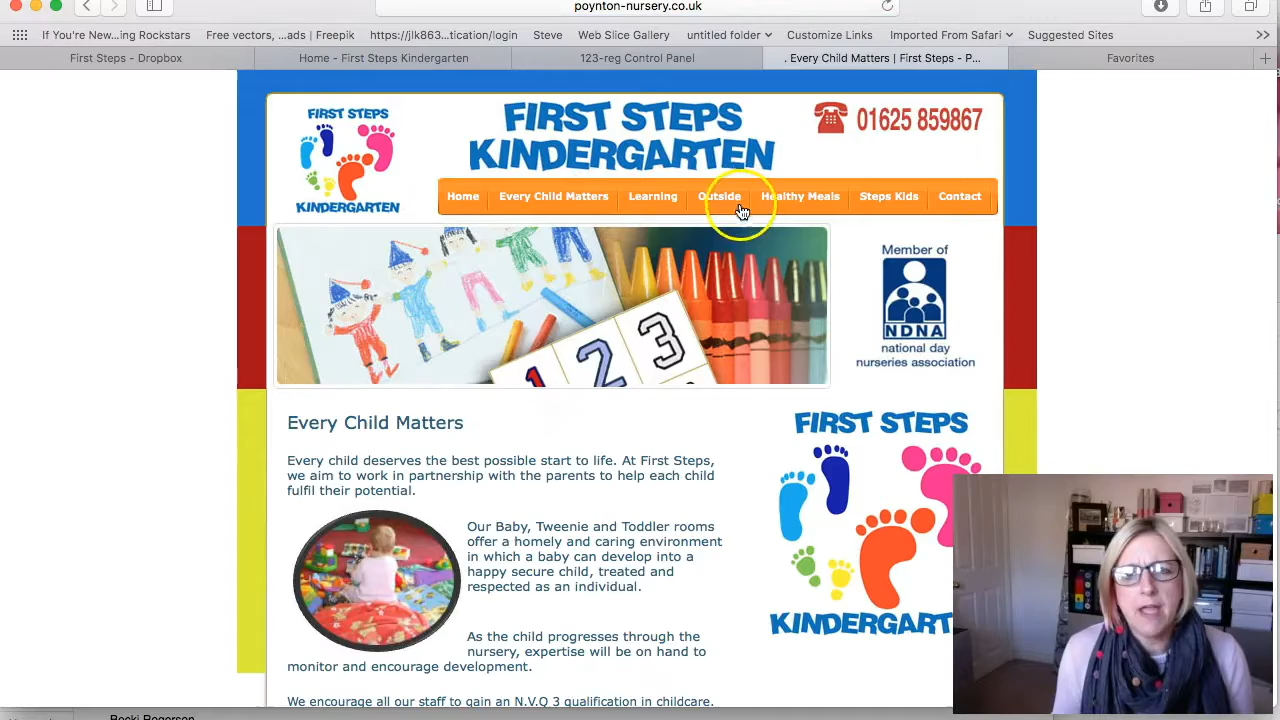 poynton-nursery.co.uk
If You're New...ing Rockstars
Free vectors, ...ads | Freepik
https://jlk863...tication/login
Steve
Web Slice Gallery
untitled folder
Customize Links
Imported From Safari
Suggested Sites
First Steps - Dropbox
Home - First Steps Kindergarten
123-reg Control Panel
. Every Child Matters | First Steps - P...
Favorites
FIRST STEPS
KINDERGARTEN
FIRST STEPS
KINDERGARTEN
01625 859867
Home
Every Child Matters
Learning
Outside
Healthy Meals
Steps Kids
Contact
1 2 3
Member of
NDNA
national day
nurseries association
Every Child Matters
Every child deserves the best possible start to life. At First Steps,
we aim to work in partnership with the parents to help each child
fulfil their potential.
Our Baby, Tweenie and Toddler rooms
offer a homely and caring environment
in which a baby can develop into a
happy secure child, treated and
respected as an individual.
As the child progresses through the
nursery, expertise will be on hand to
monitor and encourage development.
We encourage all our staff to gain an N.V.Q 3 qualification in childcare.
FIRST STEPS
KINDERGART